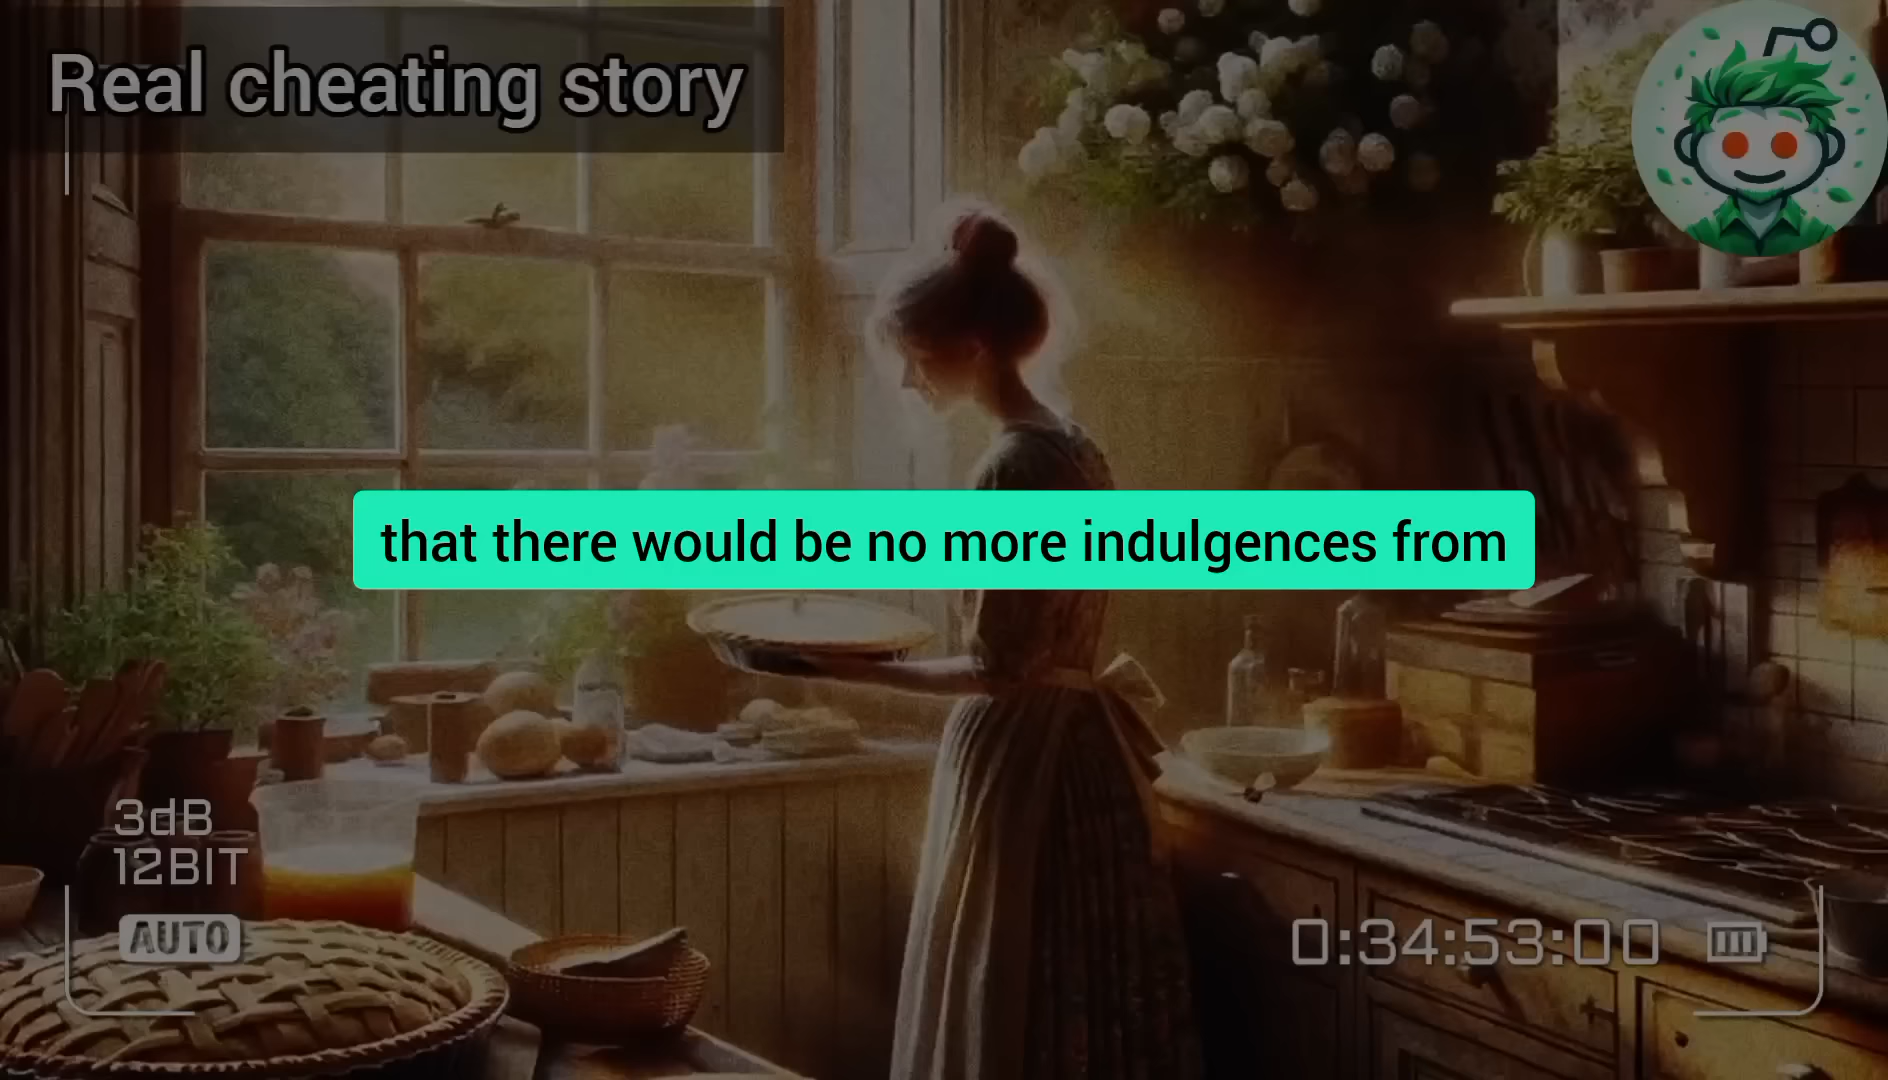 Real cheating story
that there would be no more indulgences from
3dB
12BIT
AUTO
0:34:53:00